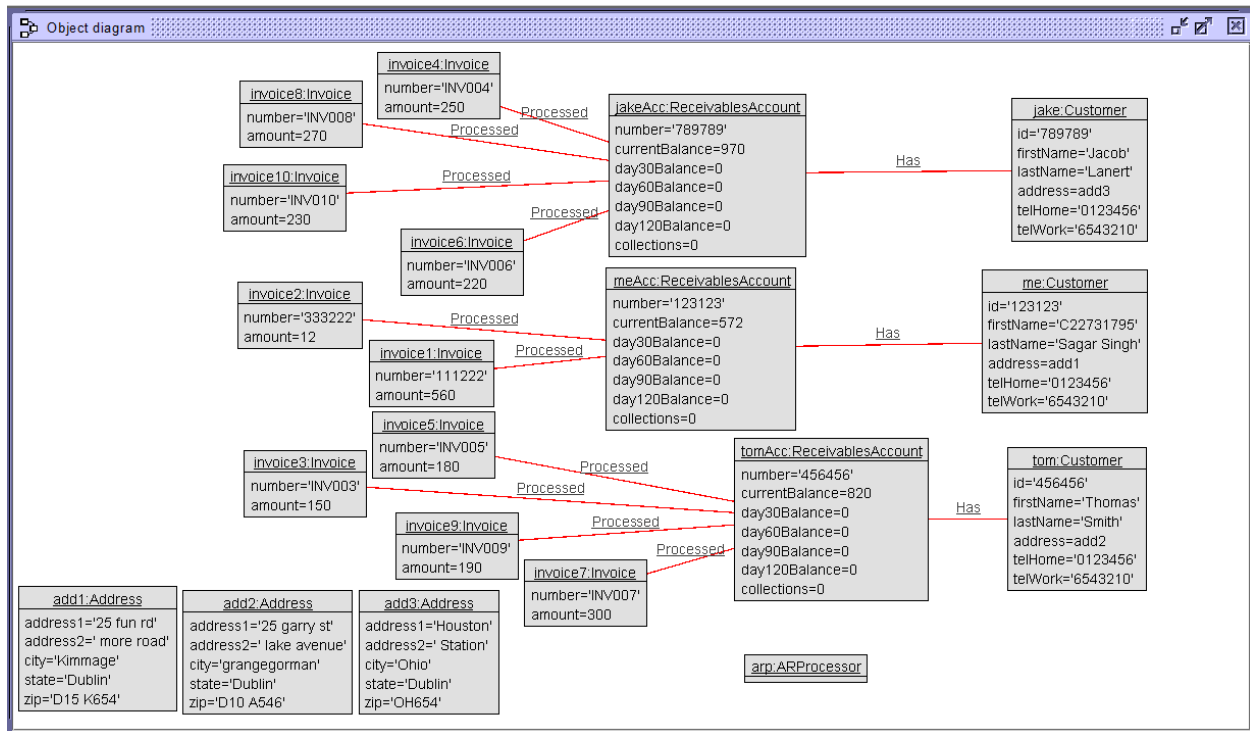 Object diagram
invoice4:Invoice
number='INV004'
amount=250
invoice8:Invoice
number='INV008'
amount=270
invoice10:Invoice
number='INV010'
amount=230
invoice6:Invoice
number='INV006'
amount=220
Processed
Processed
Processed
Processed
jakeAcc:ReceivablesAccount
number='789789'
currentBalance=970
day30Balance=0
day60Balance=0
day90Balance=0
day120Balance=0
collections=0
Has
jake:Customer
id='789789'
firstName='Jacob'
lastName='Lanert'
address=add3
telHome='0123456'
telWork='6543210'
invoice2:Invoice
number='333222'
amount=12
invoice1:Invoice
number='111222'
amount=560
Processed
Processed
meAcc:ReceivablesAccount
number='123123'
currentBalance=572
day30Balance=0
day60Balance=0
day90Balance=0
day120Balance=0
collections=0
Has
me:Customer
id='123123'
firstName='C22731795'
lastName='Sagar Singh'
address=add1
telHome='0123456'
telWork='6543210'
invoice5:Invoice
number='INV005'
amount=180
invoice3:Invoice
number='INV003'
amount=150
invoice9:Invoice
number='INV009'
amount=190
invoice7:Invoice
number='INV007'
amount=300
Processed
Processed
Processed
Processed
tomAcc:ReceivablesAccount
number='456456'
currentBalance=820
day30Balance=0
day60Balance=0
day90Balance=0
day120Balance=0
collections=0
Has
tom:Customer
id='456456'
firstName='Thomas'
lastName='Smith'
address=add2
telHome='0123456'
telWork='6543210'
add1:Address
address1='25 fun rd'
address2=' more road'
city='Kimmage'
state='Dublin'
zip='D15 K654'
add2:Address
address1='25 garry st'
address2=' lake avenue'
city='grangegorman'
state='Dublin'
zip='D10 A546'
add3:Address
address1='Houston'
address2=' Station'
city='Ohio'
state='Dublin'
zip='OH654'
arp:ARProcessor